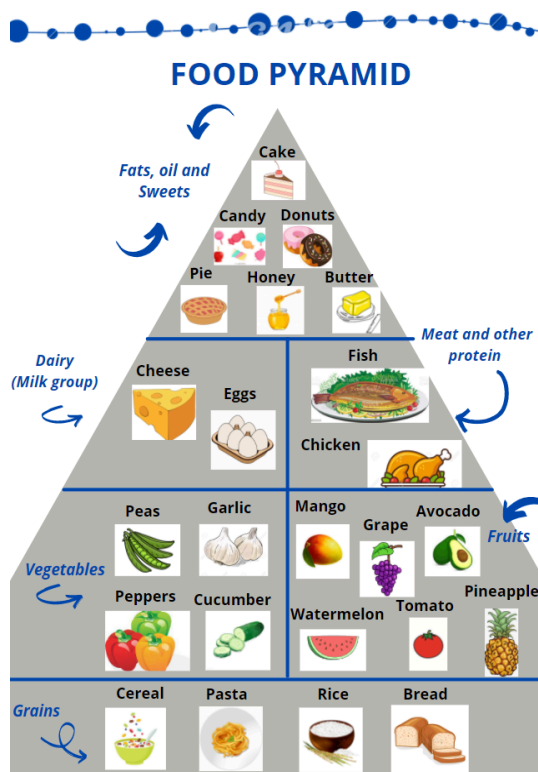 FOOD PYRAMID
Cake
Fats, oil and
Sweets
Candy
Donuts
Pie
Honey
Butter
Meat and other
protein
Dairy
(Milk group)
Cheese
Eggs
Fish
Chicken
Peas
Garlic
Mango
Grape
Avocado
Fruits
Vegetables
Peppers
Cucumber
Watermelon
Tomato
Pineapple
Grains
Cereal
Pasta
Rice
Bread